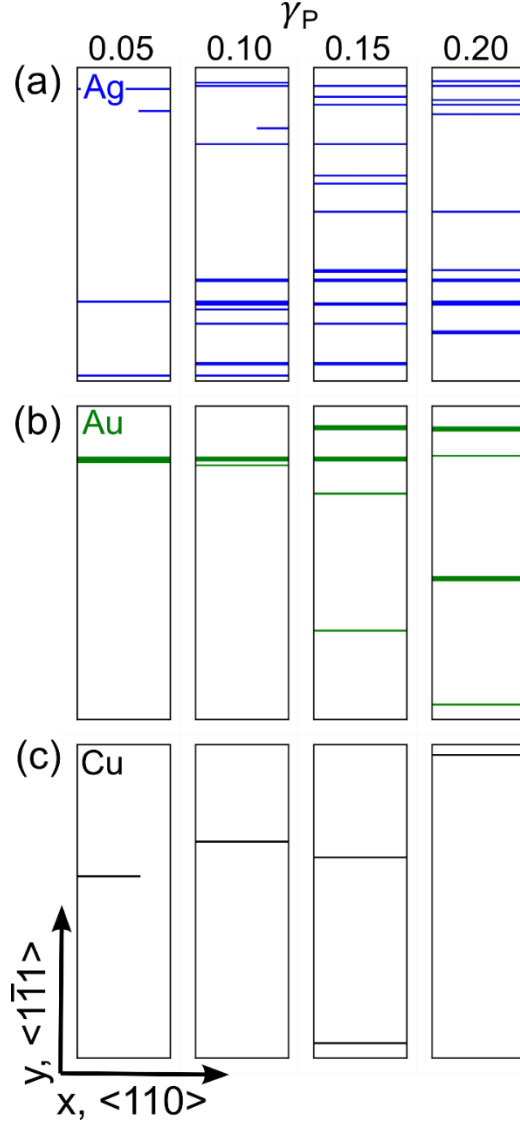 γP
0.05 0.10 0.15 0.20
(a) Ag
(b) Au
(c) Cu
y, <11̅1>
x, <110>